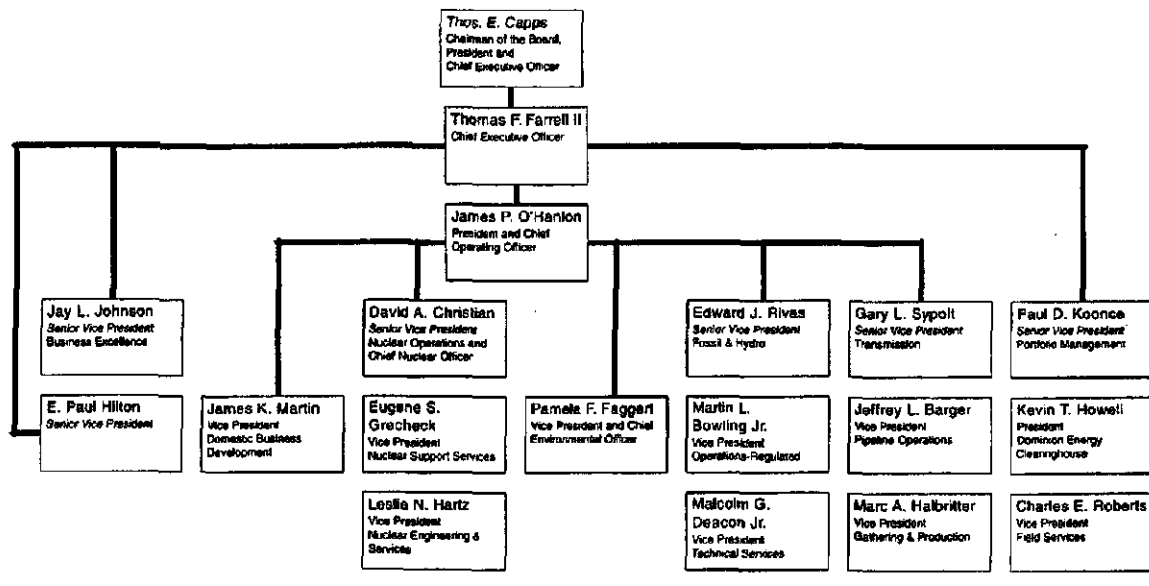 Thos. E. Capps
Chairman of the Board,
President and
Chief Executive Officer
Thomas F. Farrell II
Chief Executive Officer
James P. O'Hanlon
President and Chief
Operating Officer
Jay L. Johnson
Senior Vice President
Business Excellence
David A. Christian
Senior Vice President
Nuclear Operations and
Chief Nuclear Officer
Edward J. Rivas
Senior Vice President
Fossil & Hydro
Gary L. Sypolt
Senior Vice President
Transmission
Paul D. Koonce
Senior Vice President
Portfolio Management
E. Paul Hilton
Senior Vice President
James K. Martin
Vice President
Domestic Business
Development
Eugene S.
Grecheck
Vice President
Nuclear Support Services
Pamela F. Faggert
Vice President and Chief
Environmental Officer
Martin L.
Bowling Jr.
Vice President
Operations-Regulated
Jeffrey L. Barger
Vice President
Pipeline Operations
Kevin T. Howell
President
Dominion Energy
Clearinghouse
Leslie N. Hartz
Vice President
Nuclear Engineering &
Services
Malcolm G.
Deacon Jr.
Vice President
Technical Services
Marc A. Halbritter
Vice President
Gathering & Production
Charles E. Roberts
Vice President
Field Services